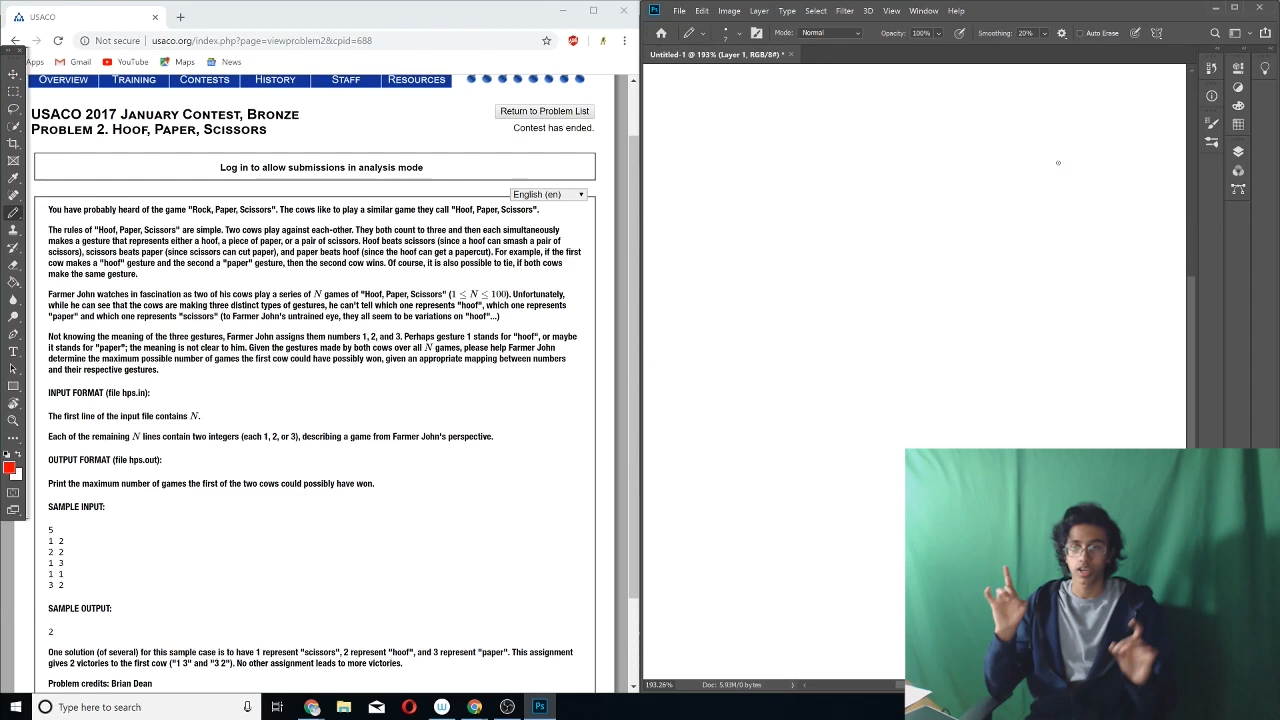 USACO
Not secure | usaco.org/index.php?page=viewproblem2&cpid=688
Apps Gmail YouTube Maps News
OVERVIEW TRAINING CONTESTS HISTORY STAFF RESOURCES
USACO 2017 JANUARY CONTEST, BRONZE
PROBLEM 2. HOOF, PAPER, SCISSORS
Return to Problem List
Contest has ended.
Log in to allow submissions in analysis mode
English (en)
You have probably heard of the game "Rock, Paper, Scissors". The cows like to play a similar game they call "Hoof, Paper, Scissors".
The rules of "Hoof, Paper, Scissors" are simple. Two cows play against each-other. They both count to three and then each simultaneously
makes a gesture that represents either a hoof, a piece of paper, or a pair of scissors. Hoof beats scissors (since a hoof can smash a pair of
scissors), scissors beats paper (since scissors can cut paper), and paper beats hoof (since the hoof can get a papercut). For example, if the first
cow makes a "hoof" gesture and the second a "paper" gesture, then the second cow wins. Of course, it is also possible to tie, if both cows
make the same gesture.
Farmer John watches in fascination as two of his cows play a series of N games of "Hoof, Paper, Scissors" (1 ≤ N ≤ 100). Unfortunately,
while he can see that the cows are making three distinct types of gestures, he can't tell which one represents "hoof", which one represents
"paper" and which one represents "scissors" (to Farmer John's untrained eye, they all seem to be variations on "hoof"...)
Not knowing the meaning of the three gestures, Farmer John assigns them numbers 1, 2, and 3. Perhaps gesture 1 stands for "hoof", or maybe
it stands for "paper"; the meaning is not clear to him. Given the gestures made by both cows over all N games, please help Farmer John
determine the maximum possible number of games the first cow could have possibly won, given an appropriate mapping between numbers
and their respective gestures.
INPUT FORMAT (file hps.in):
The first line of the input file contains N.
Each of the remaining N lines contain two integers (each 1, 2, or 3), describing a game from Farmer John's perspective.
OUTPUT FORMAT (file hps.out):
Print the maximum number of games the first of the two cows could possibly have won.
SAMPLE INPUT:
5
1 2
2 2
1 3
1 1
3 2
SAMPLE OUTPUT:
2
One solution (of several) for this sample case is to have 1 represent "scissors", 2 represent "hoof", and 3 represent "paper". This assignment
gives 2 victories to the first cow ("1 3" and "3 2"). No other assignment leads to more victories.
Problem credits: Brian Dean
Type here to search
Ps File Edit Image Layer Type Select Filter 3D View Window Help
7 Mode: Normal Opacity: 100% Smoothing: 20% Auto Erase
Untitled-1 @ 193% (Layer 1, RGB/8#) *
193.26% Doc: 5.93M/0 bytes
Ps